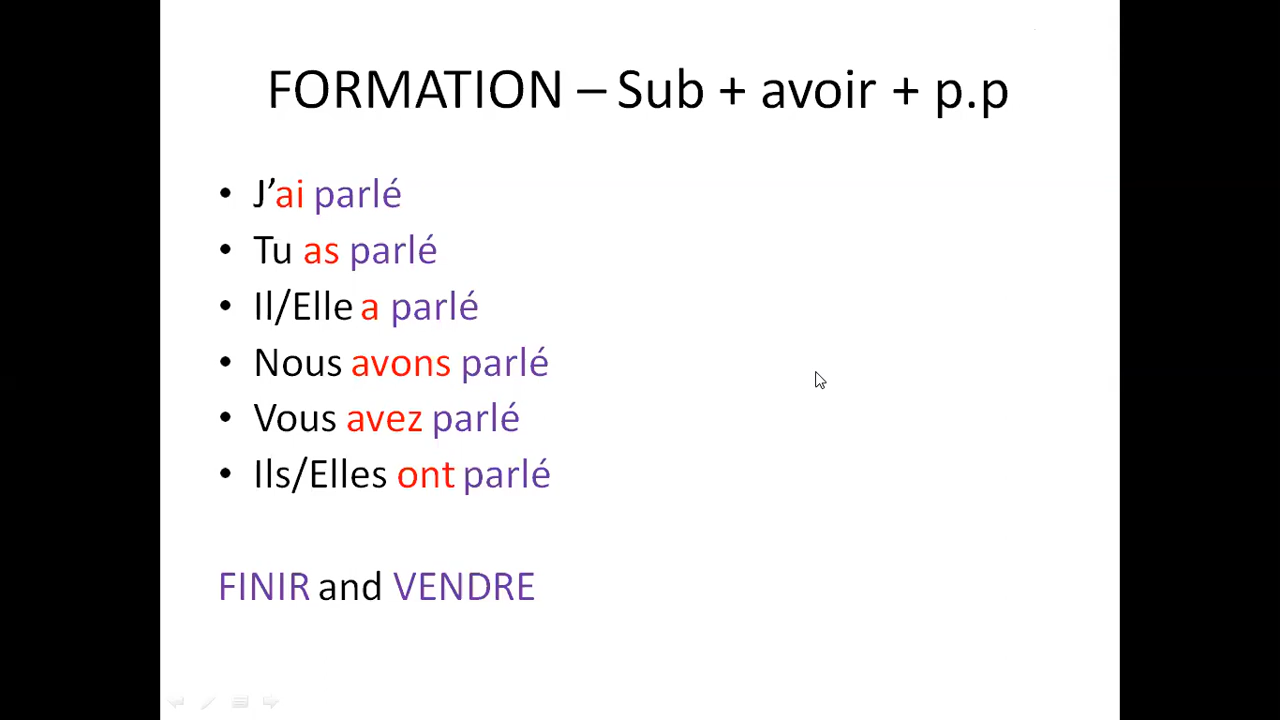 FORMATION – Sub + avoir + p.p
• J’ai parlé
• Tu as parlé
• Il/Elle a parlé
• Nous avons parlé
• Vous avez parlé
• Ils/Elles ont parlé
FINIR and VENDRE